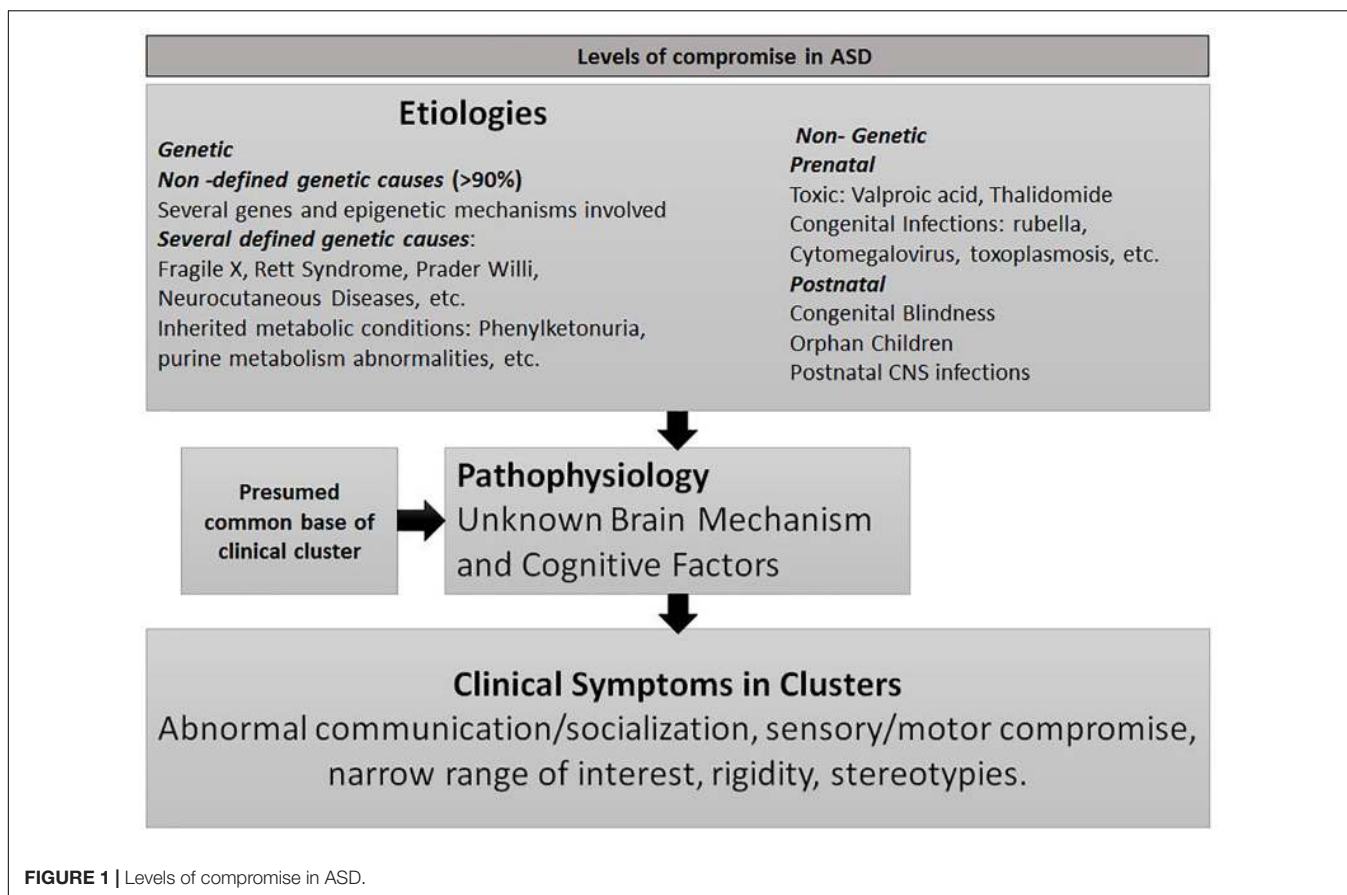 Levels of compromise in ASD
Etiologies
Genetic
Non -defined genetic causes (>90%)
Several genes and epigenetic mechanisms involved
Several defined genetic causes:
Fragile X, Rett Syndrome, Prader Willi,
Neurocutaneous Diseases, etc.
Inherited metabolic conditions: Phenylketonuria,
purine metabolism abnormalities, etc.
Non- Genetic
Prenatal
Toxic: Valproic acid, Thalidomide
Congenital Infections: rubella,
Cytomegalovirus, toxoplasmosis, etc.
Postnatal
Congenital Blindness
Orphan Children
Postnatal CNS infections
Presumed
common base of
clinical cluster
Pathophysiology
Unknown Brain Mechanism
and Cognitive Factors
Clinical Symptoms in Clusters
Abnormal communication/socialization, sensory/motor compromise,
narrow range of interest, rigidity, stereotypies.
FIGURE 1 | Levels of compromise in ASD.